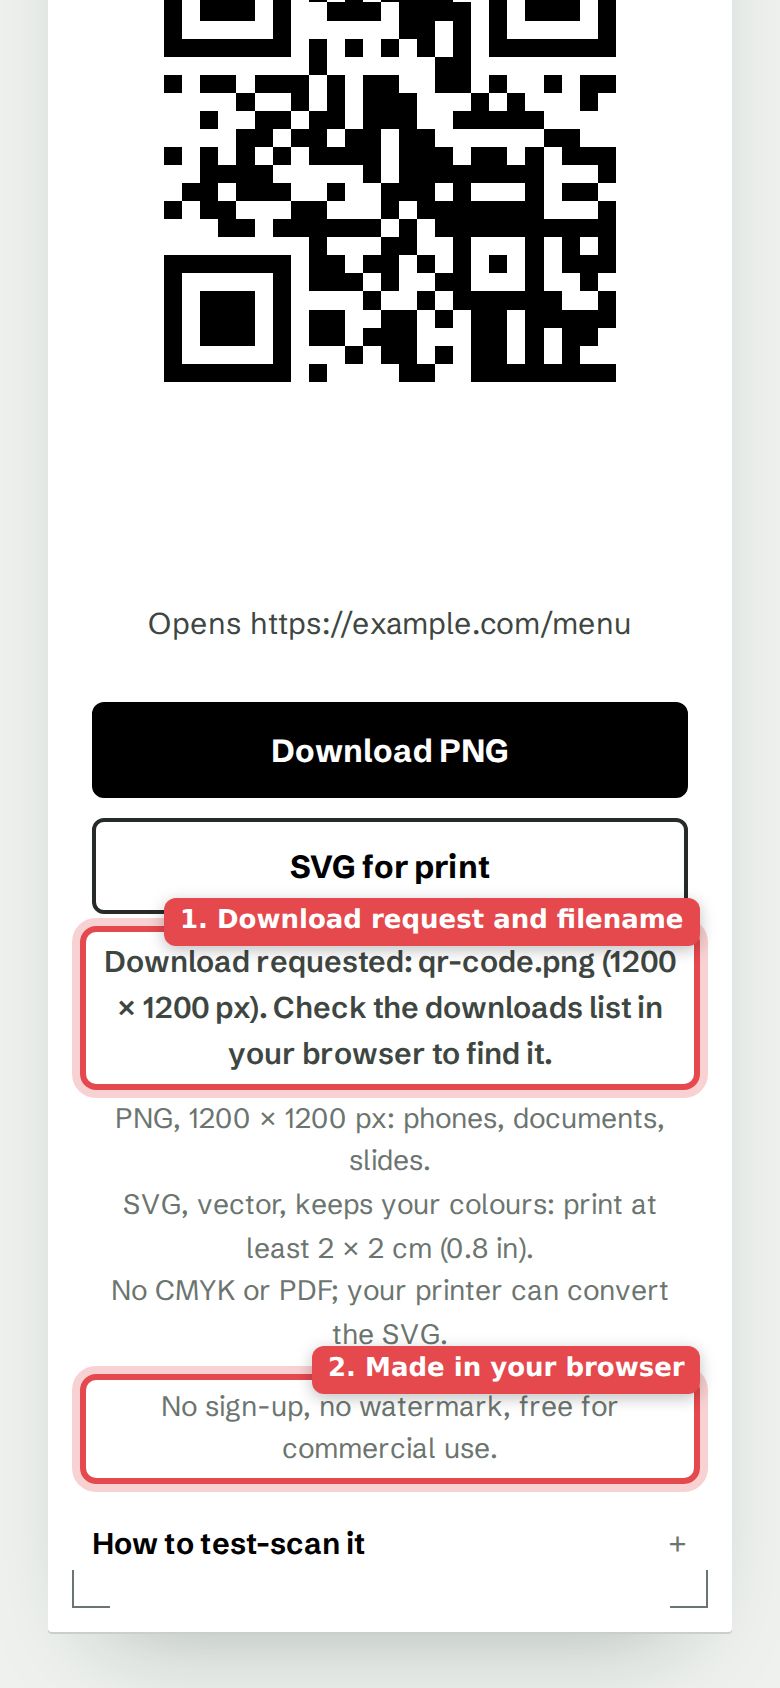 Opens https://example.com/menu
Download PNG
SVG for print
1. Download request and filename
Download requested: qr-code.png (1200
× 1200 px). Check the downloads list in
your browser to find it.
PNG, 1200 × 1200 px: phones, documents,
slides.
SVG, vector, keeps your colours: print at
least 2 × 2 cm (0.8 in).
No CMYK or PDF; your printer can convert
the SVG.
2. Made in your browser
No sign-up, no watermark, free for
commercial use.
How to test-scan it +